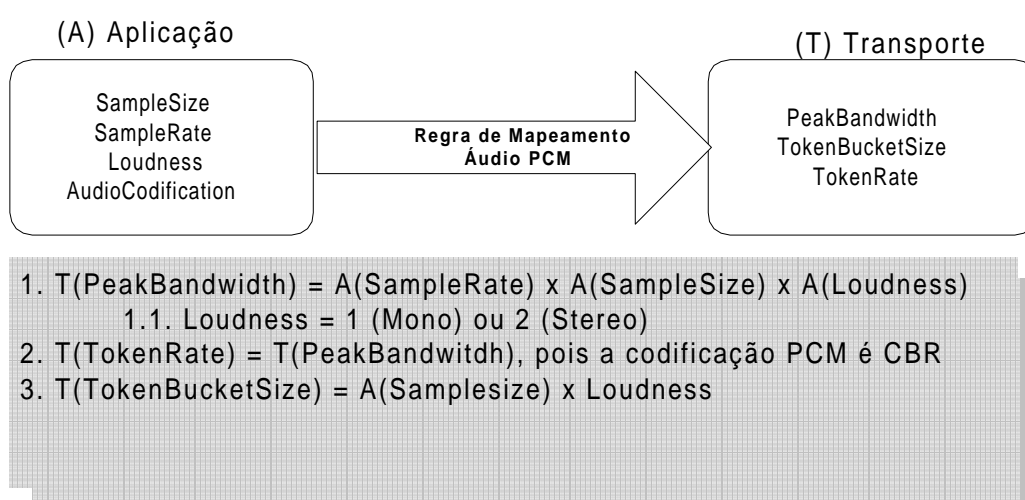 (A) Aplicação
(T) Transporte
SampleSize
SampleRate
Loudness
AudioCodification
Regra de Mapeamento
Áudio PCM
PeakBandwidth
TokenBucketSize
TokenRate
1. T(PeakBandwidth) = A(SampleRate) x A(SampleSize) x A(Loudness)
1.1. Loudness = 1 (Mono) ou 2 (Stereo)
2. T(TokenRate) = T(PeakBandwitdh), pois a codificação PCM é CBR
3. T(TokenBucketSize) = A(Samplesize) x Loudness